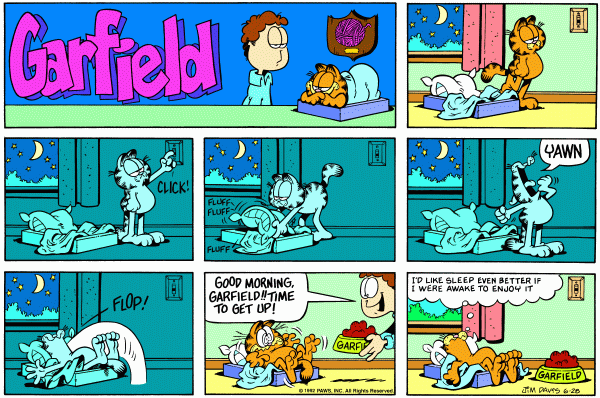 Garfield
CLICK!
FLUFF
FLUFF
FLUFF
YAWN
FLOP!
GOOD MORNING,
GARFIELD!! TIME
TO GET UP!
GARFI
© 1992 PAWS, INC. All Rights Reserved.
I'D LIKE SLEEP EVEN BETTER IF
I WERE AWAKE TO ENJOY IT
GARFIELD
JIM DAVIS 6-28